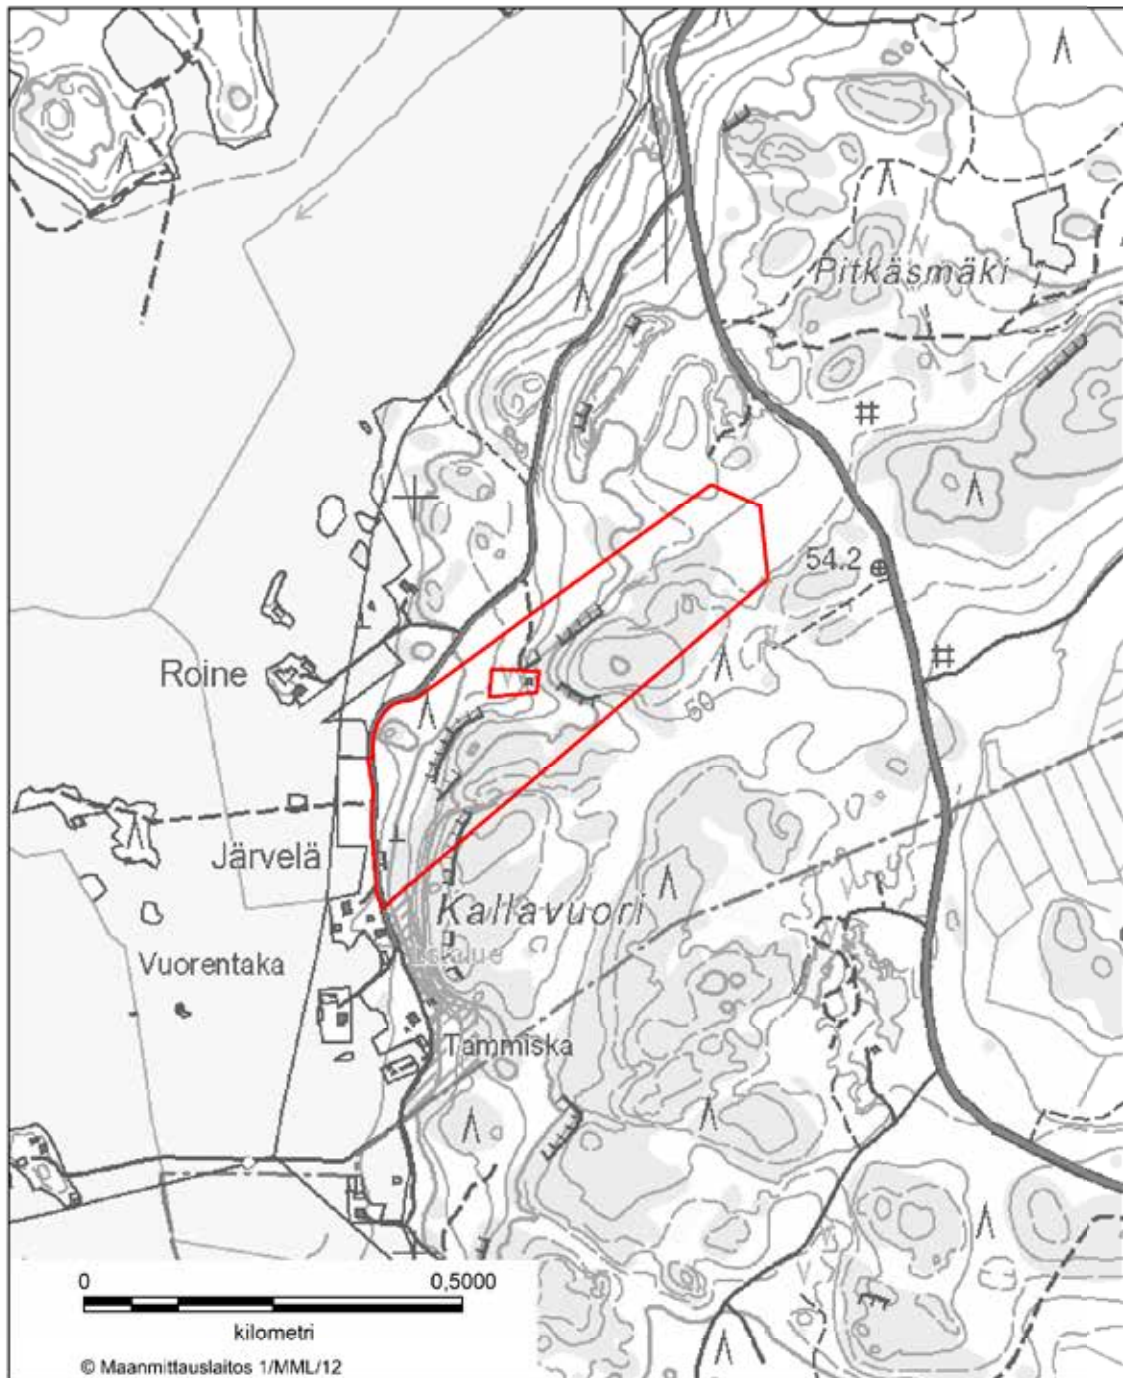 Pitkäsmäki
54.2
Roine
50
Järvelä
Kallavuori
Vuorentaka
Tammiska
0 0,5000
kilometri
© Maanmittauslaitos 1/MML/12